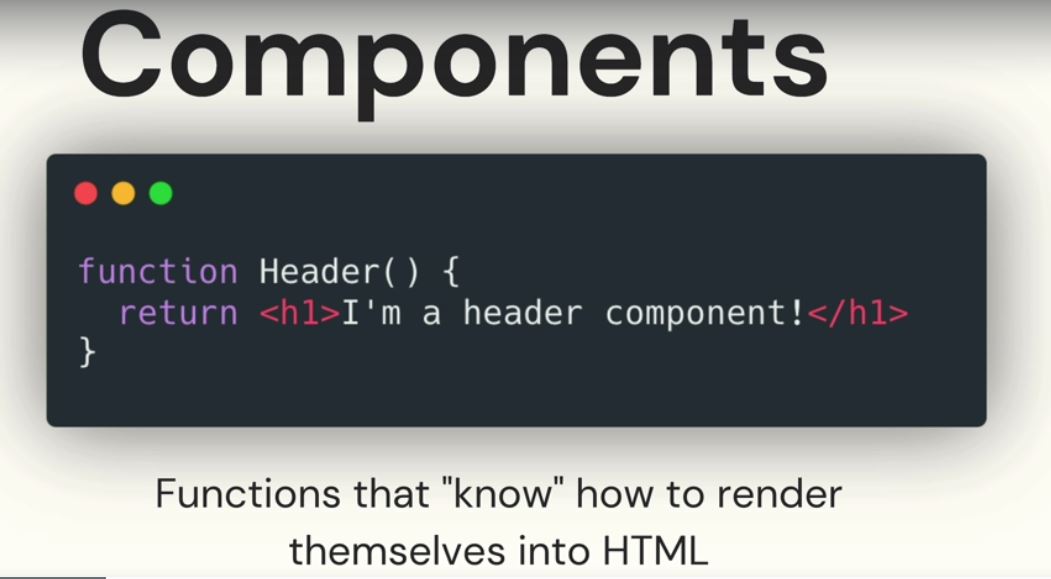 Components
function Header() {
  return <h1>I'm a header component!</h1>
}
Functions that "know" how to render
themselves into HTML